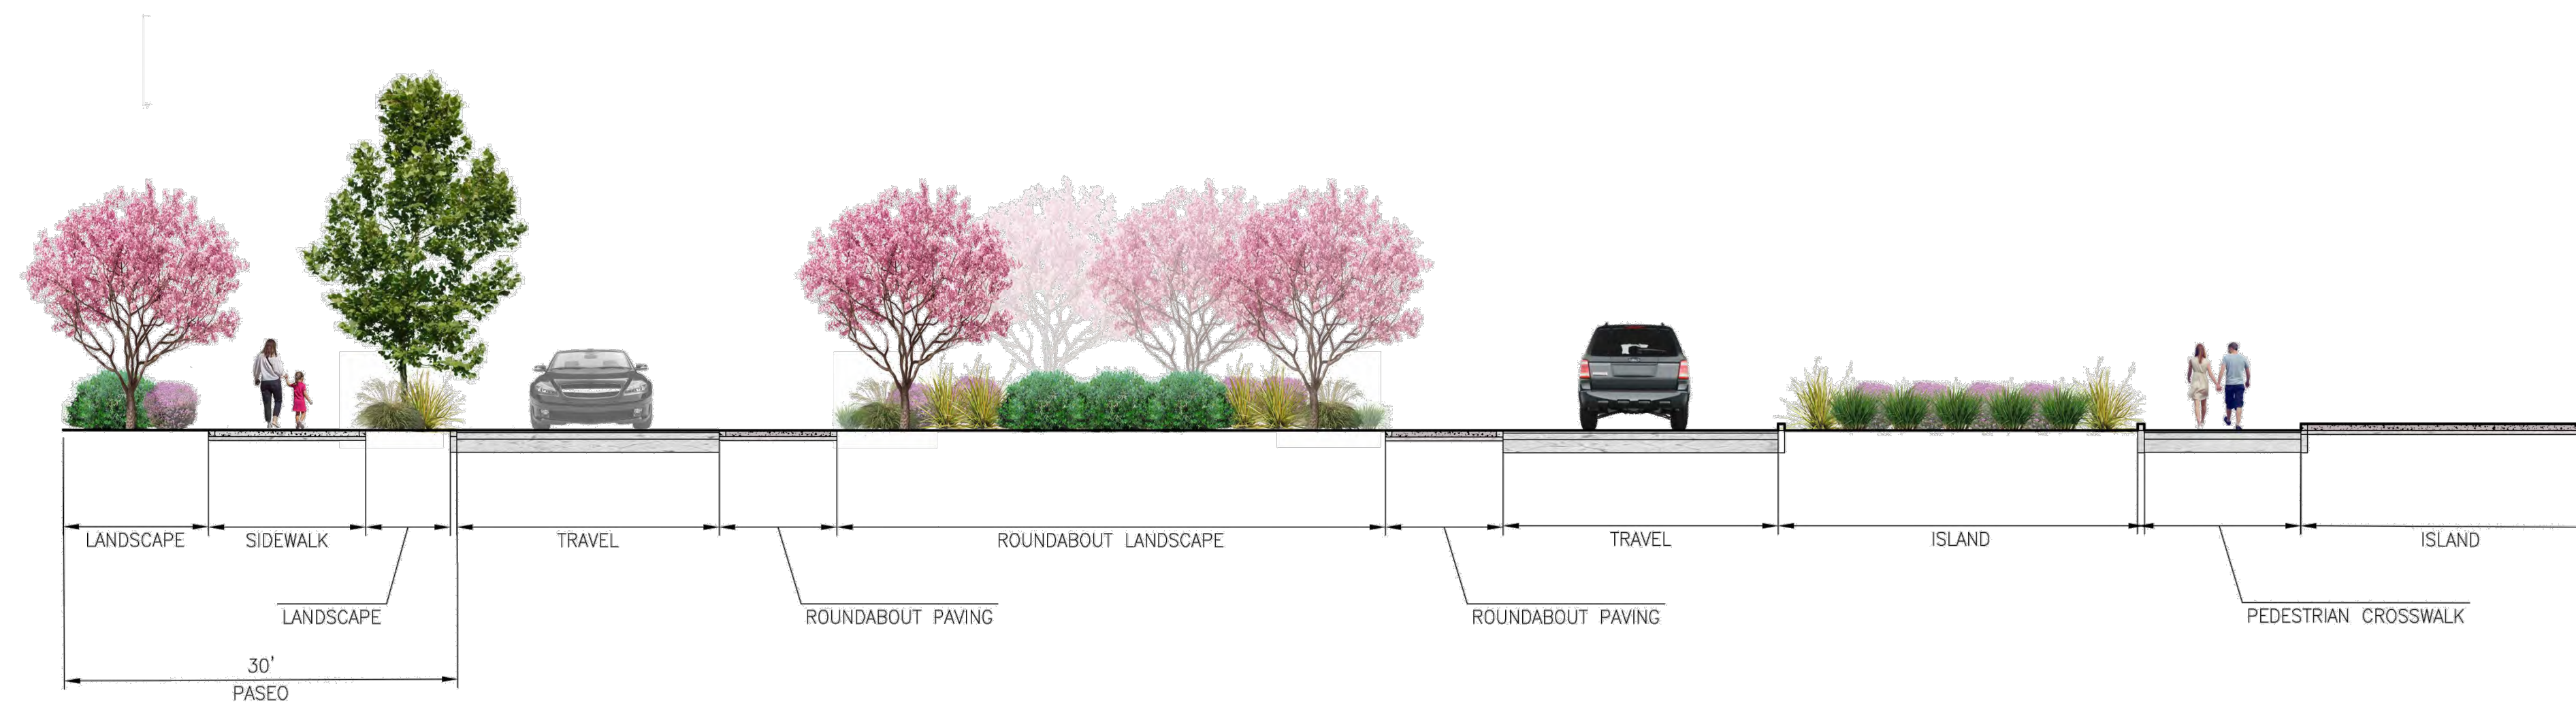 LANDSCAPE
SIDEWALK
TRAVEL
ROUNDABOUT LANDSCAPE
TRAVEL
ISLAND
ISLAND
LANDSCAPE
ROUNDABOUT PAVING
ROUNDABOUT PAVING
PEDESTRIAN CROSSWALK
30'
PASEO